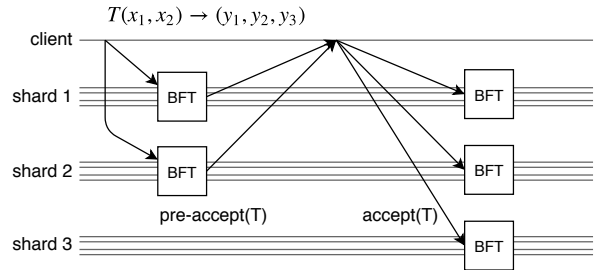 T(x₁, x₂) → (y₁, y₂, y₃)
client
shard 1
BFT
BFT
shard 2
BFT
BFT
pre-accept(T)
accept(T)
shard 3
BFT